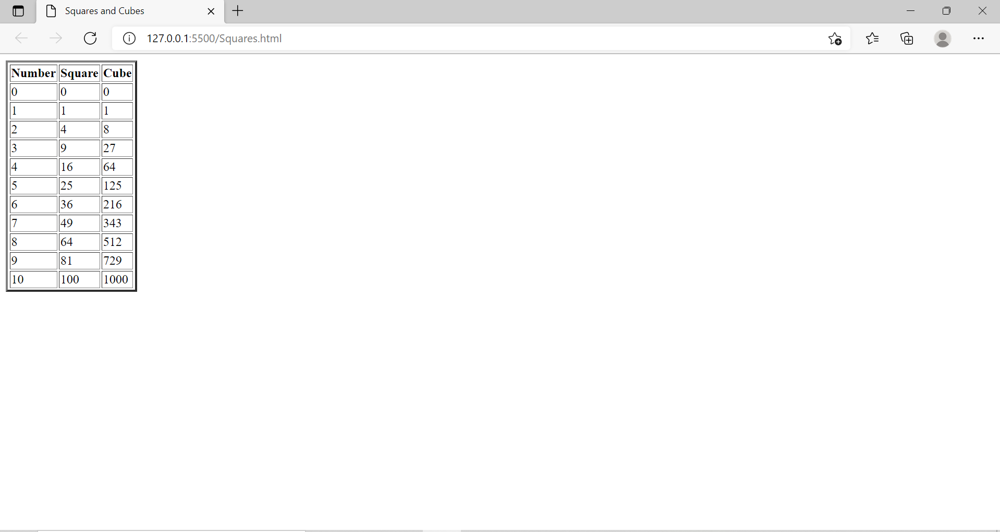 Squares and Cubes
127.0.0.1:5500/Squares.html
Number Square Cube
0 0 0
1 1 1
2 4 8
3 9 27
4 16 64
5 25 125
6 36 216
7 49 343
8 64 512
9 81 729
10 100 1000